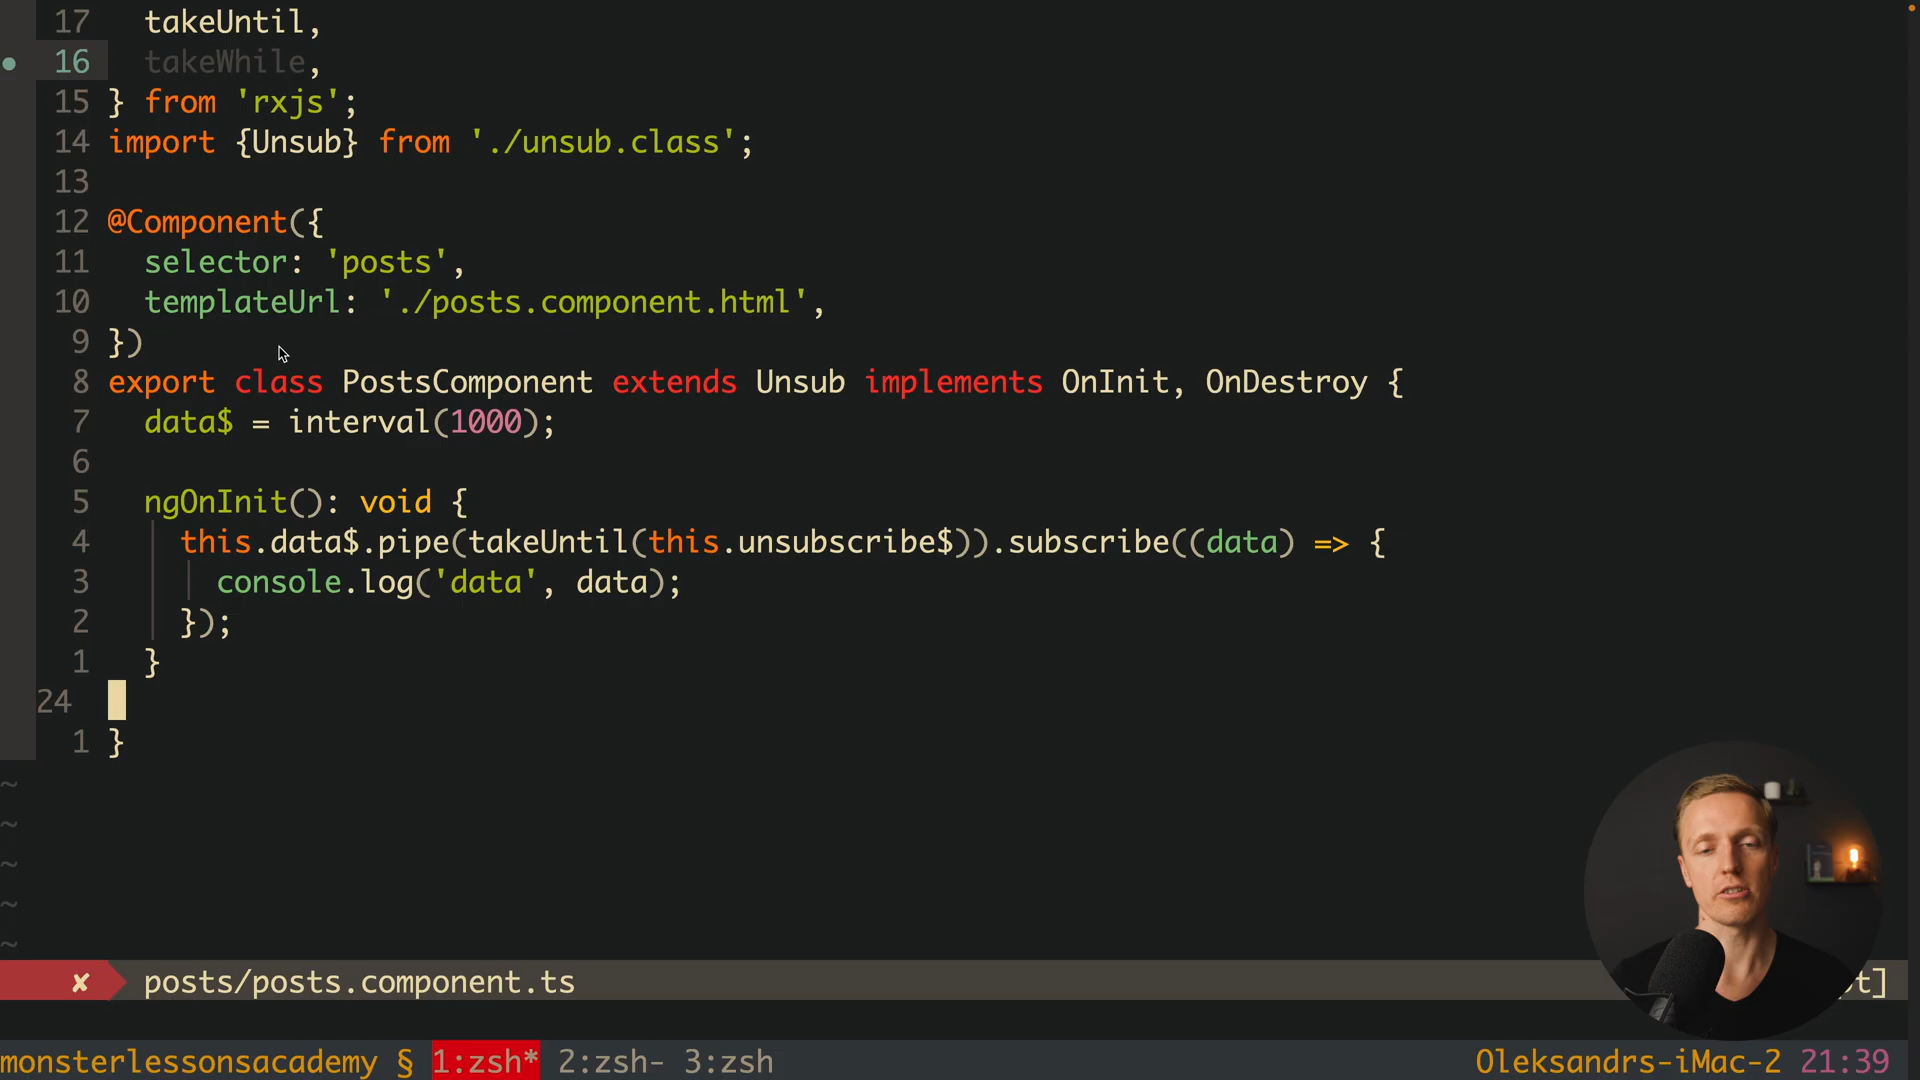 17   takeUntil,
16   takeWhile,
15 } from 'rxjs';
14 import {Unsub} from './unsub.class';
13
12 @Component({
11   selector: 'posts',
10   templateUrl: './posts.component.html',
9 })
8 export class PostsComponent extends Unsub implements OnInit, OnDestroy {
7   data$ = interval(1000);
6
5   ngOnInit(): void {
4     this.data$.pipe(takeUntil(this.unsubscribe$)).subscribe((data) => {
3       console.log('data', data);
2     });
1   }
24
1 }
~
~
~
~
~
✘ posts/posts.component.ts t]
monsterlessonsacademy § 1:zsh* 2:zsh- 3:zsh Oleksandrs-iMac-2 21:39